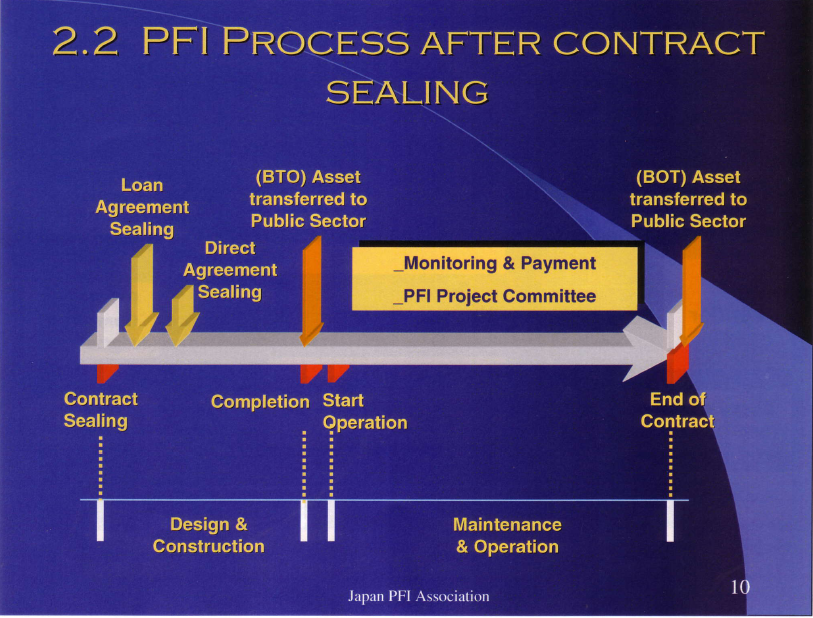 2.2 PFI PROCESS AFTER CONTRACT
SEALING
Loan
Agreement
Sealing
Direct
Agreement
Sealing
(BTO) Asset
transferred to
Public Sector
_Monitoring & Payment
_PFI Project Committee
(BOT) Asset
transferred to
Public Sector
Contract
Sealing
Completion
Start
Operation
End of
Contract
Design &
Construction
Maintenance
& Operation
Japan PFI Association
10